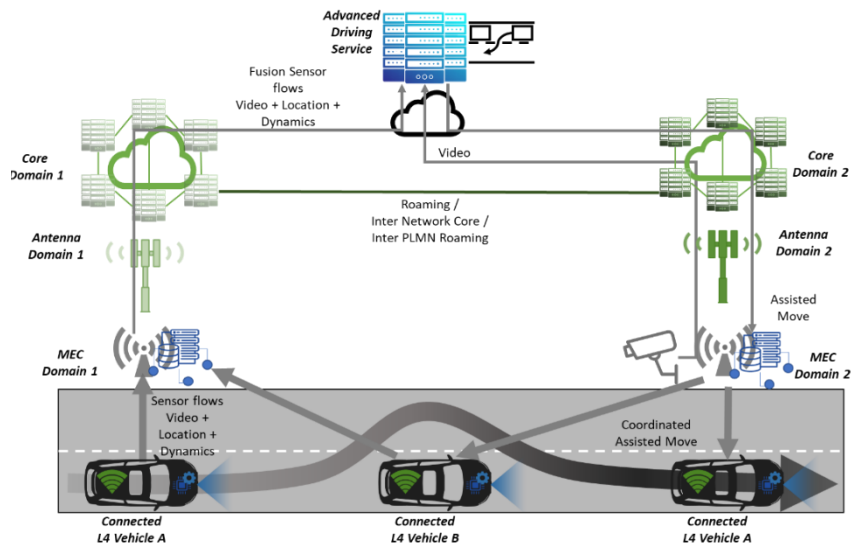 Advanced
Driving
Service
Fusion Sensor
flows
Video + Location +
Dynamics
Video
Core
Domain 1
Core
Domain 2
Roaming /
Inter Network Core /
Inter PLMN Roaming
Antenna
Domain 1
Antenna
Domain 2
Assisted
Move
MEC
Domain 1
MEC
Domain 2
Sensor flows
Video +
Location +
Dynamics
Coordinated
Assisted Move
Connected
L4 Vehicle A
Connected
L4 Vehicle B
Connected
L4 Vehicle A